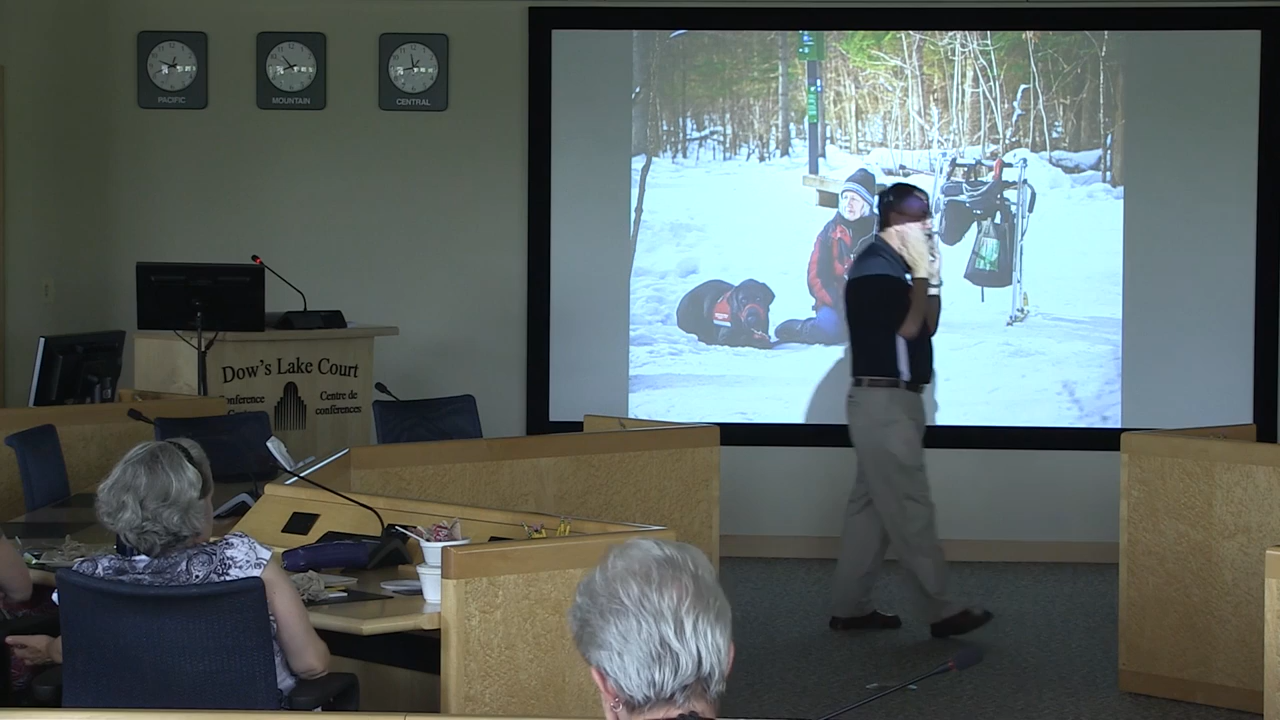 PACIFIC
MOUNTAIN
CENTRAL
Dow's Lake Court
Conference
Centre de
conférences